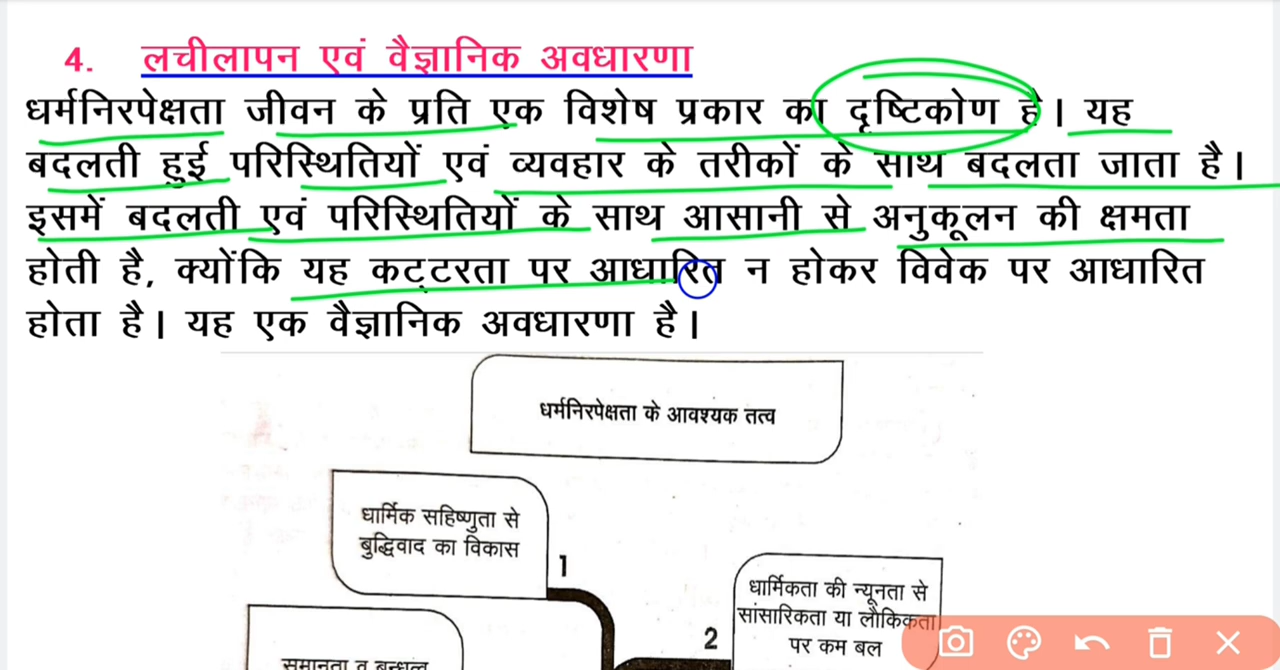 4. लचीलापन एवं वैज्ञानिक अवधारणा
धर्मनिरपेक्षता जीवन के प्रति एक विशेष प्रकार का दृष्टिकोण है। यह
बदलती हुई परिस्थितियों एवं व्यवहार के तरीकों के साथ बदलता जाता है।
इसमें बदलती एवं परिस्थितियों के साथ आसानी से अनुकूलन की क्षमता
होती है, क्योंकि यह कट्टरता पर आधारित न होकर विवेक पर आधारित
होता है। यह एक वैज्ञानिक अवधारणा है।
धर्मनिरपेक्षता के आवश्यक तत्व
धार्मिक सहिष्णुता से
बुद्धिवाद का विकास
1
धार्मिकता की न्यूनता से
सांसारिकता या लौकिकता
पर कम बल
2
समानता व